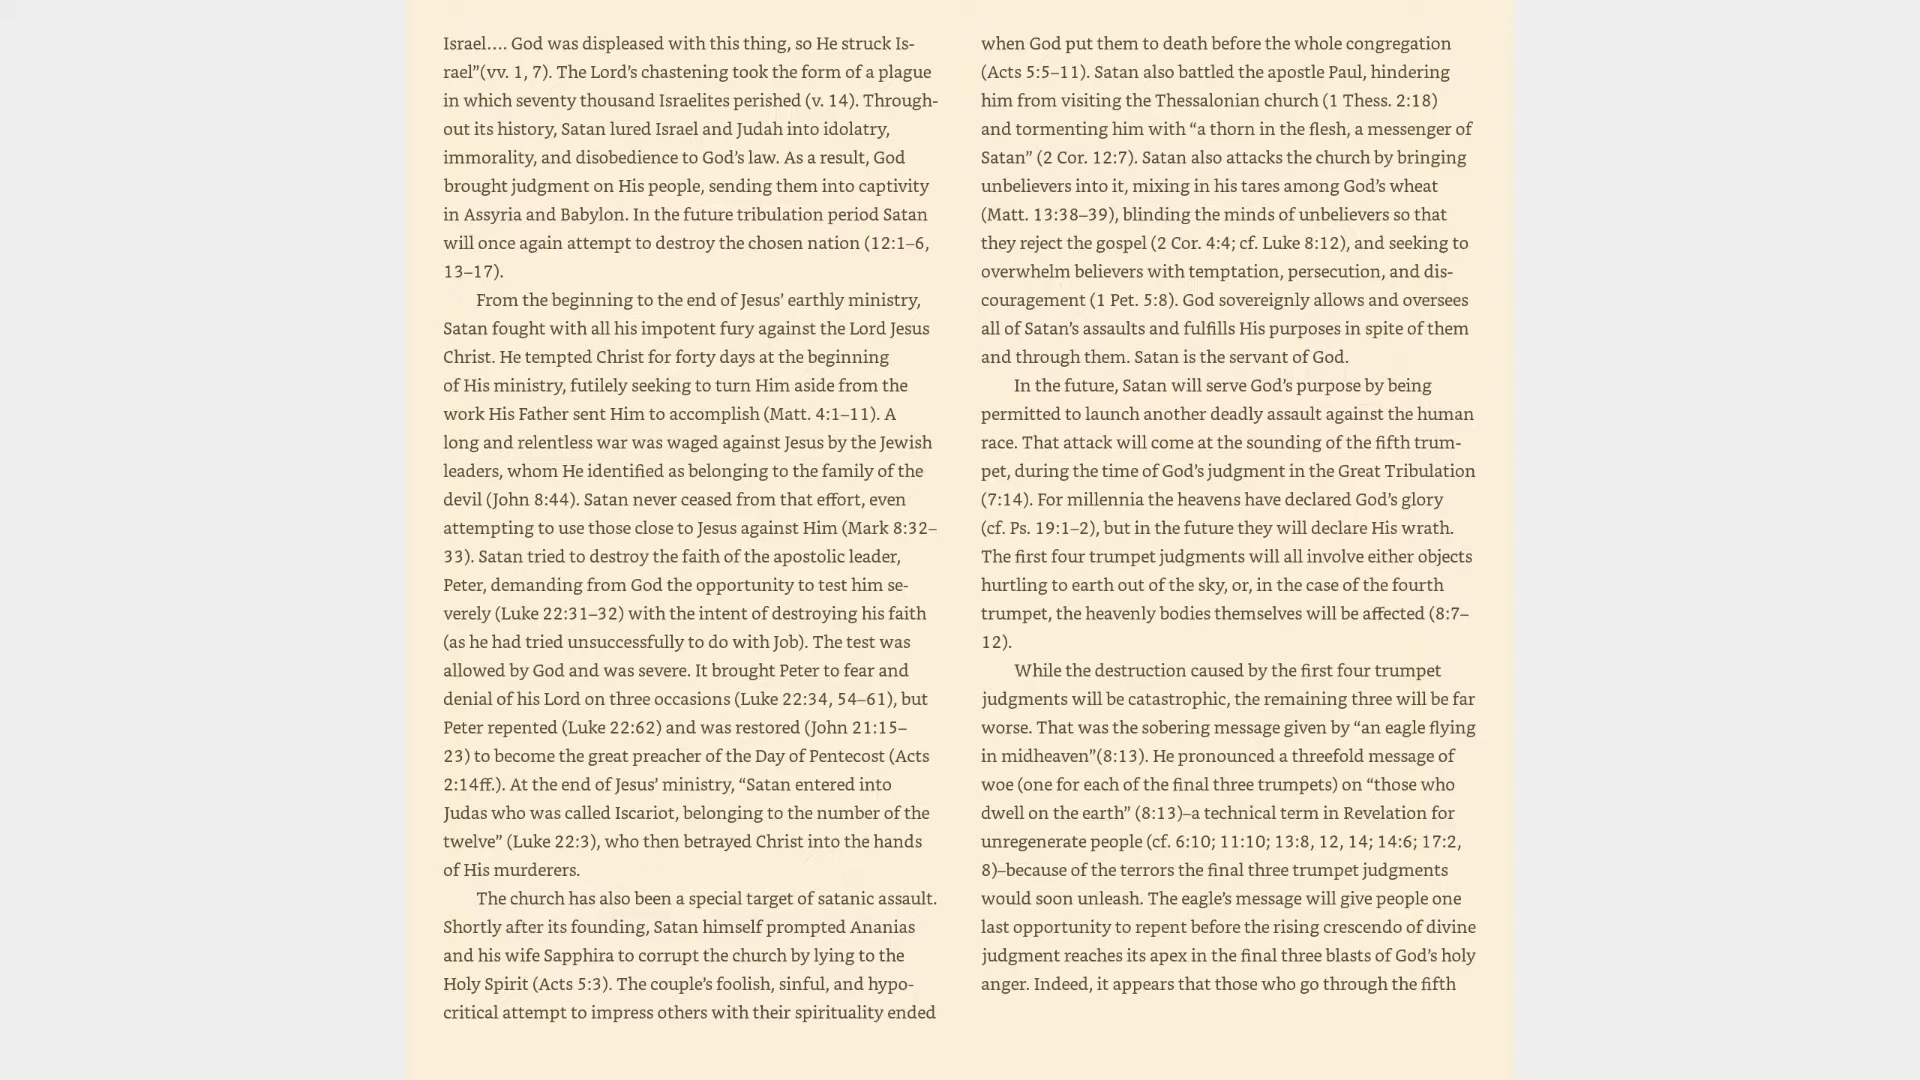 Israel…. God was displeased with this thing, so He struck Is-
rael”(vv. 1, 7). The Lord’s chastening took the form of a plague
in which seventy thousand Israelites perished (v. 14). Through-
out its history, Satan lured Israel and Judah into idolatry,
immorality, and disobedience to God’s law. As a result, God
brought judgment on His people, sending them into captivity
in Assyria and Babylon. In the future tribulation period Satan
will once again attempt to destroy the chosen nation (12:1–6,
13–17).
From the beginning to the end of Jesus’ earthly ministry,
Satan fought with all his impotent fury against the Lord Jesus
Christ. He tempted Christ for forty days at the beginning
of His ministry, futilely seeking to turn Him aside from the
work His Father sent Him to accomplish (Matt. 4:1–11). A
long and relentless war was waged against Jesus by the Jewish
leaders, whom He identified as belonging to the family of the
devil (John 8:44). Satan never ceased from that effort, even
attempting to use those close to Jesus against Him (Mark 8:32–
33). Satan tried to destroy the faith of the apostolic leader,
Peter, demanding from God the opportunity to test him se-
verely (Luke 22:31–32) with the intent of destroying his faith
(as he had tried unsuccessfully to do with Job). The test was
allowed by God and was severe. It brought Peter to fear and
denial of his Lord on three occasions (Luke 22:34, 54–61), but
Peter repented (Luke 22:62) and was restored (John 21:15–
23) to become the great preacher of the Day of Pentecost (Acts
2:14ff.). At the end of Jesus’ ministry, “Satan entered into
Judas who was called Iscariot, belonging to the number of the
twelve” (Luke 22:3), who then betrayed Christ into the hands
of His murderers.
The church has also been a special target of satanic assault.
Shortly after its founding, Satan himself prompted Ananias
and his wife Sapphira to corrupt the church by lying to the
Holy Spirit (Acts 5:3). The couple’s foolish, sinful, and hypo-
critical attempt to impress others with their spirituality ended
when God put them to death before the whole congregation
(Acts 5:5–11). Satan also battled the apostle Paul, hindering
him from visiting the Thessalonian church (1 Thess. 2:18)
and tormenting him with “a thorn in the flesh, a messenger of
Satan” (2 Cor. 12:7). Satan also attacks the church by bringing
unbelievers into it, mixing in his tares among God’s wheat
(Matt. 13:38–39), blinding the minds of unbelievers so that
they reject the gospel (2 Cor. 4:4; cf. Luke 8:12), and seeking to
overwhelm believers with temptation, persecution, and dis-
couragement (1 Pet. 5:8). God sovereignly allows and oversees
all of Satan’s assaults and fulfills His purposes in spite of them
and through them. Satan is the servant of God.
In the future, Satan will serve God’s purpose by being
permitted to launch another deadly assault against the human
race. That attack will come at the sounding of the fifth trum-
pet, during the time of God’s judgment in the Great Tribulation
(7:14). For millennia the heavens have declared God’s glory
(cf. Ps. 19:1–2), but in the future they will declare His wrath.
The first four trumpet judgments will all involve either objects
hurtling to earth out of the sky, or, in the case of the fourth
trumpet, the heavenly bodies themselves will be affected (8:7–
12).
While the destruction caused by the first four trumpet
judgments will be catastrophic, the remaining three will be far
worse. That was the sobering message given by “an eagle flying
in midheaven”(8:13). He pronounced a threefold message of
woe (one for each of the final three trumpets) on “those who
dwell on the earth” (8:13)–a technical term in Revelation for
unregenerate people (cf. 6:10; 11:10; 13:8, 12, 14; 14:6; 17:2,
8)–because of the terrors the final three trumpet judgments
would soon unleash. The eagle’s message will give people one
last opportunity to repent before the rising crescendo of divine
judgment reaches its apex in the final three blasts of God’s holy
anger. Indeed, it appears that those who go through the fifth